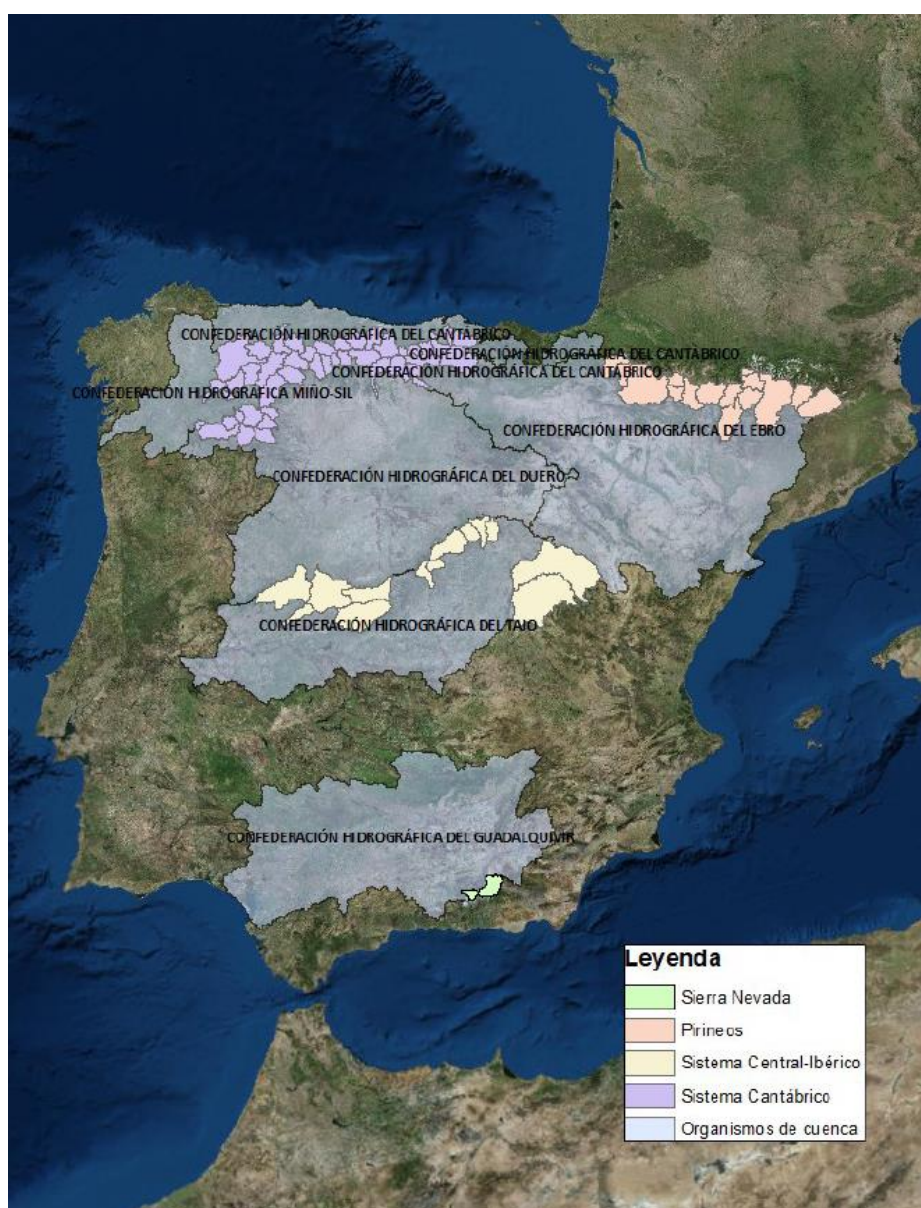 CONFEDERACIÓN HIDROGRÁFICA DEL CANTÁBRICO
CONFEDERACIÓN HIDROGRÁFICA DEL CANTÁBRICO
CONFEDERACIÓN HIDROGRÁFICA DEL CANTÁBRICO
CONFEDERACIÓN HIDROGRÁFICA MIÑO-SIL
CONFEDERACIÓN HIDROGRÁFICA DEL EBRO
CONFEDERACIÓN HIDROGRÁFICA DEL DUERO
CONFEDERACIÓN HIDROGRÁFICA DEL TAJO
CONFEDERACIÓN HIDROGRÁFICA DEL GUADALQUIVIR
Leyenda
Sierra Nevada
Pirineos
Sistema Central-Ibérico
Sistema Cantábrico
Organismos de cuenca